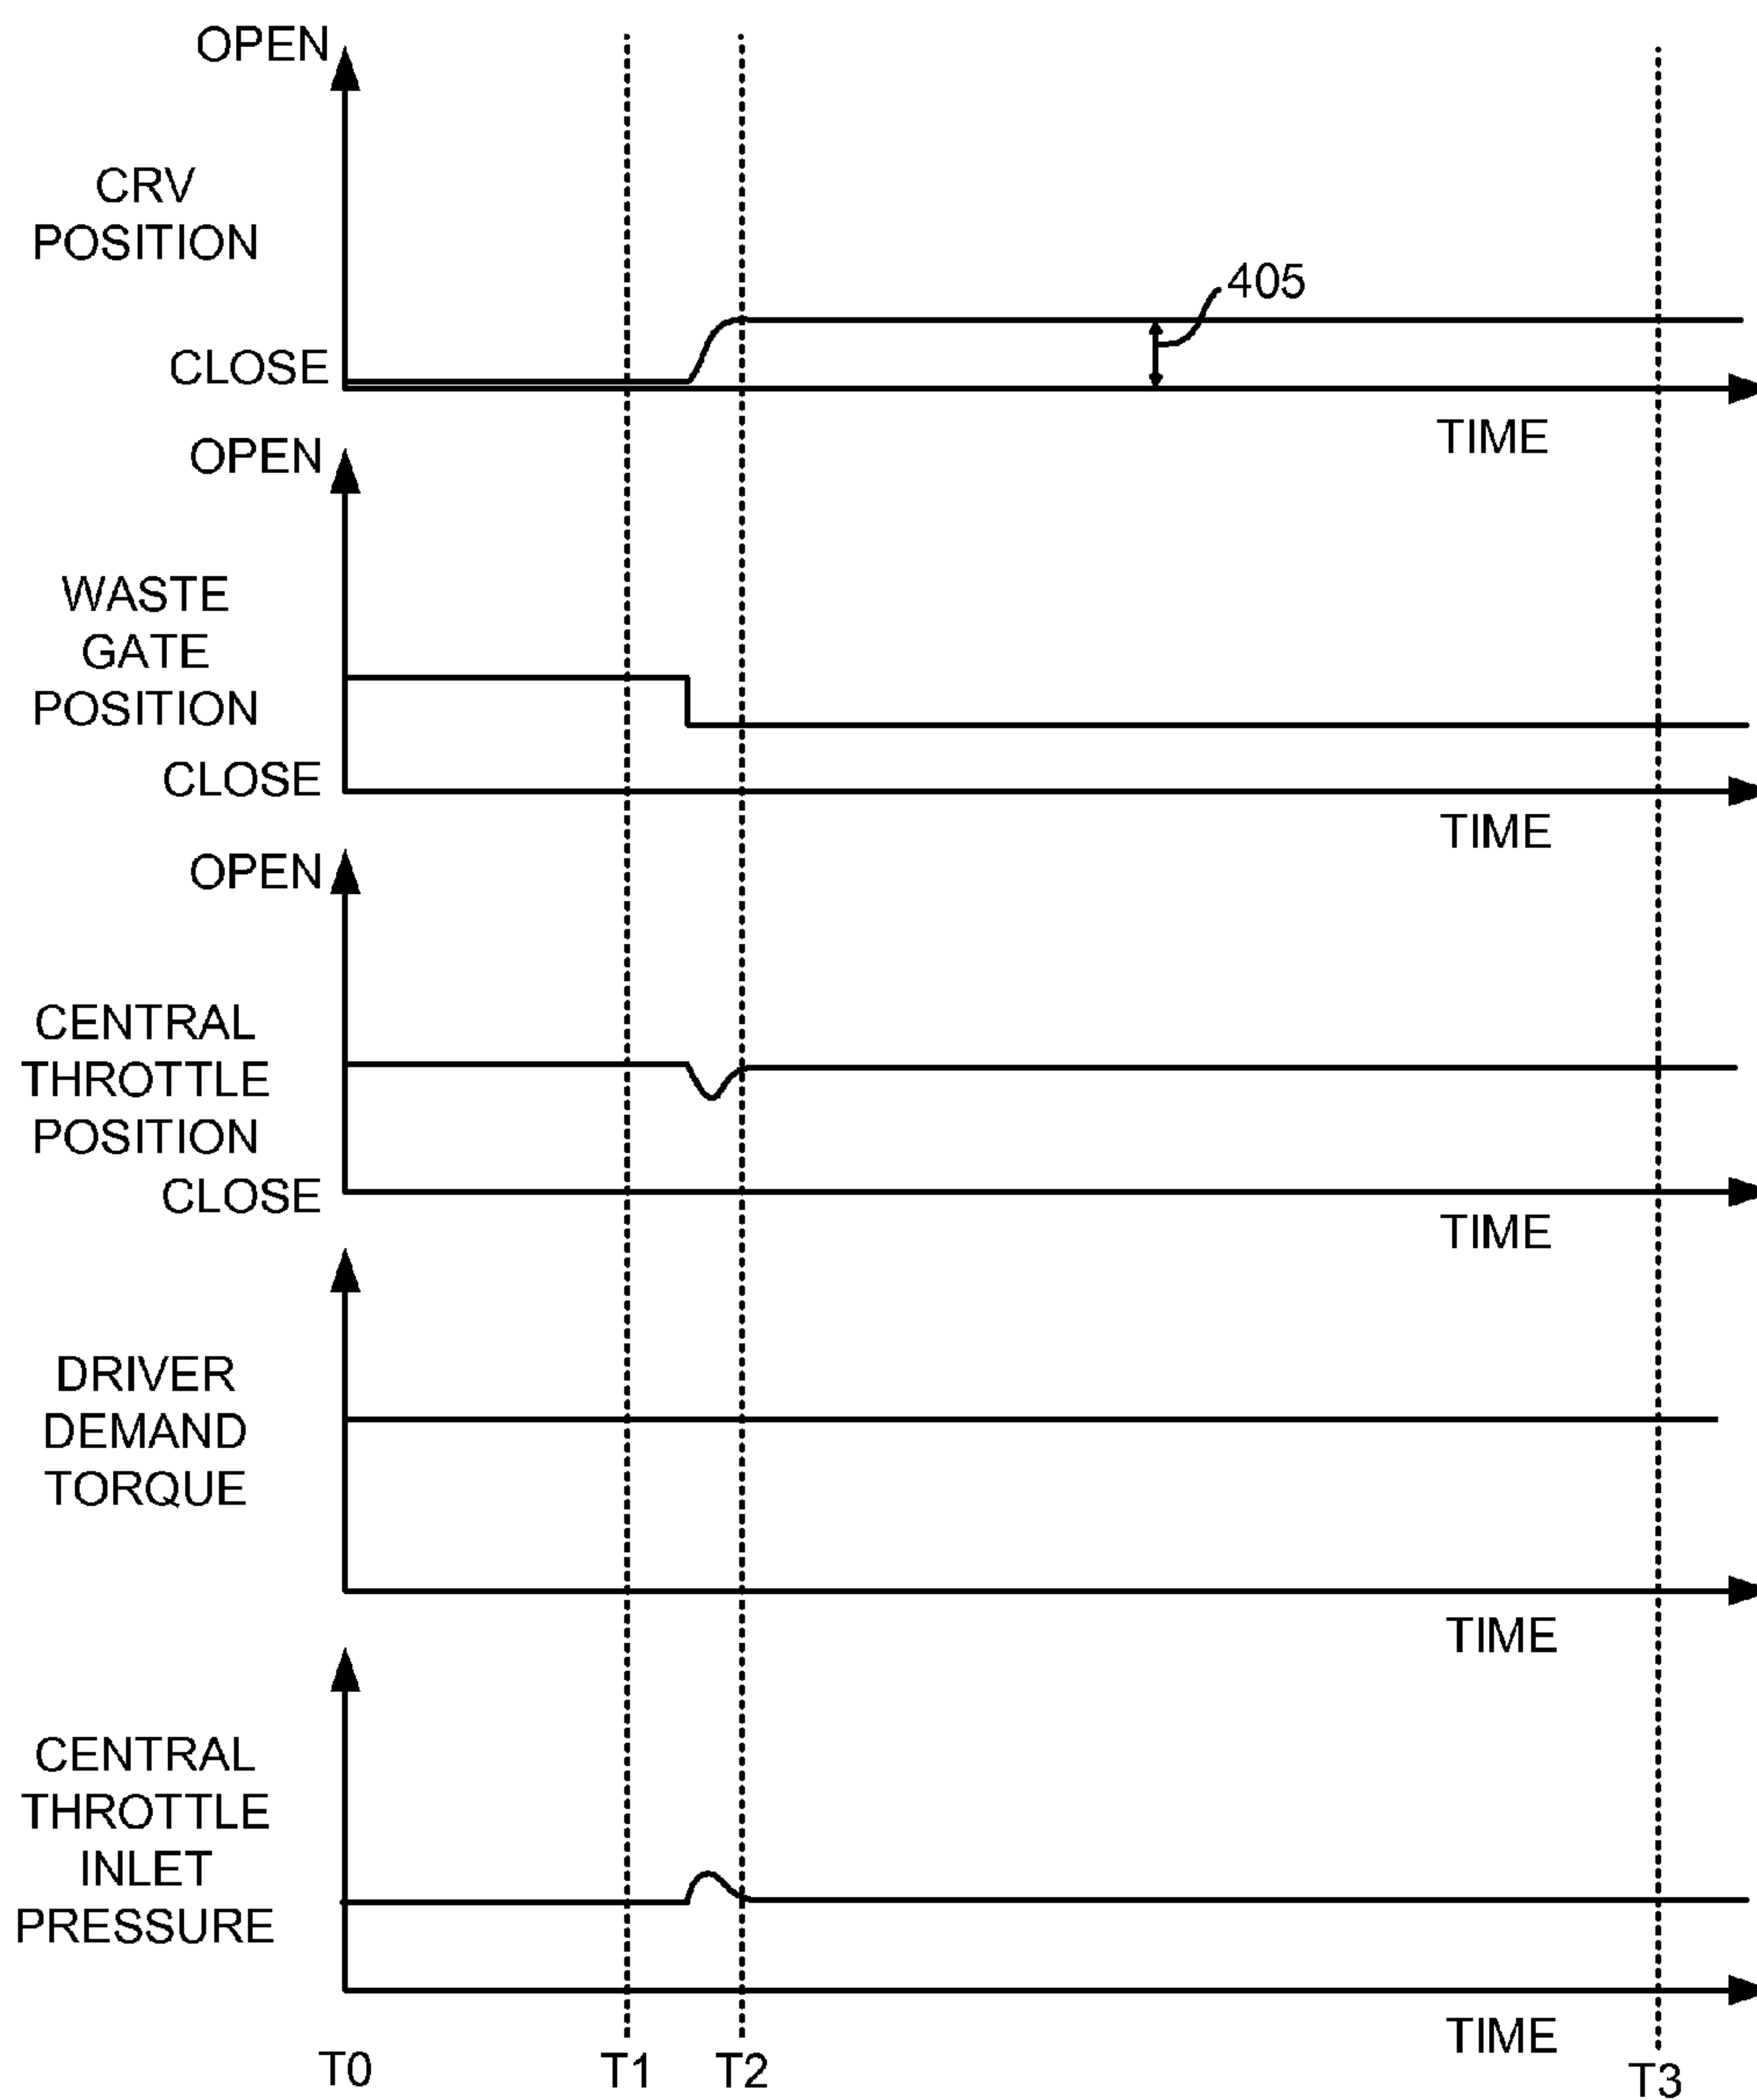 OPEN
CRV
POSITION
405
CLOSE
TIME
OPEN
WASTE
GATE
POSITION
CLOSE
TIME
OPEN
CENTRAL
THROTTLE
POSITION
CLOSE
TIME
DRIVER
DEMAND
TORQUE
TIME
CENTRAL
THROTTLE
INLET
PRESSURE
TIME
T0 T1 T2 T3